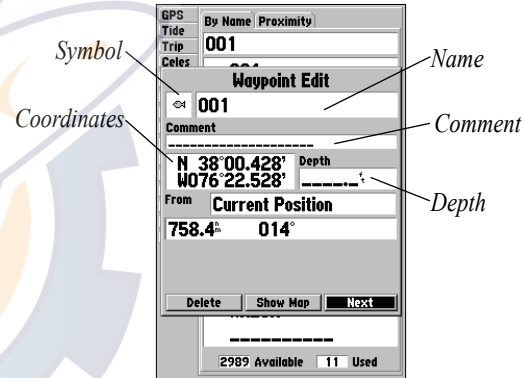 GPS
Tide
Trip
Celes
By Name Proximity
001
Waypoint Edit
001
Comment
N 38°00.428'
W076°22.528'
Depth
____._ft
From Current Position
758.4 014°
Delete Show Map Next
2989 Available 11 Used
Symbol
Coordinates
Name
Comment
Depth